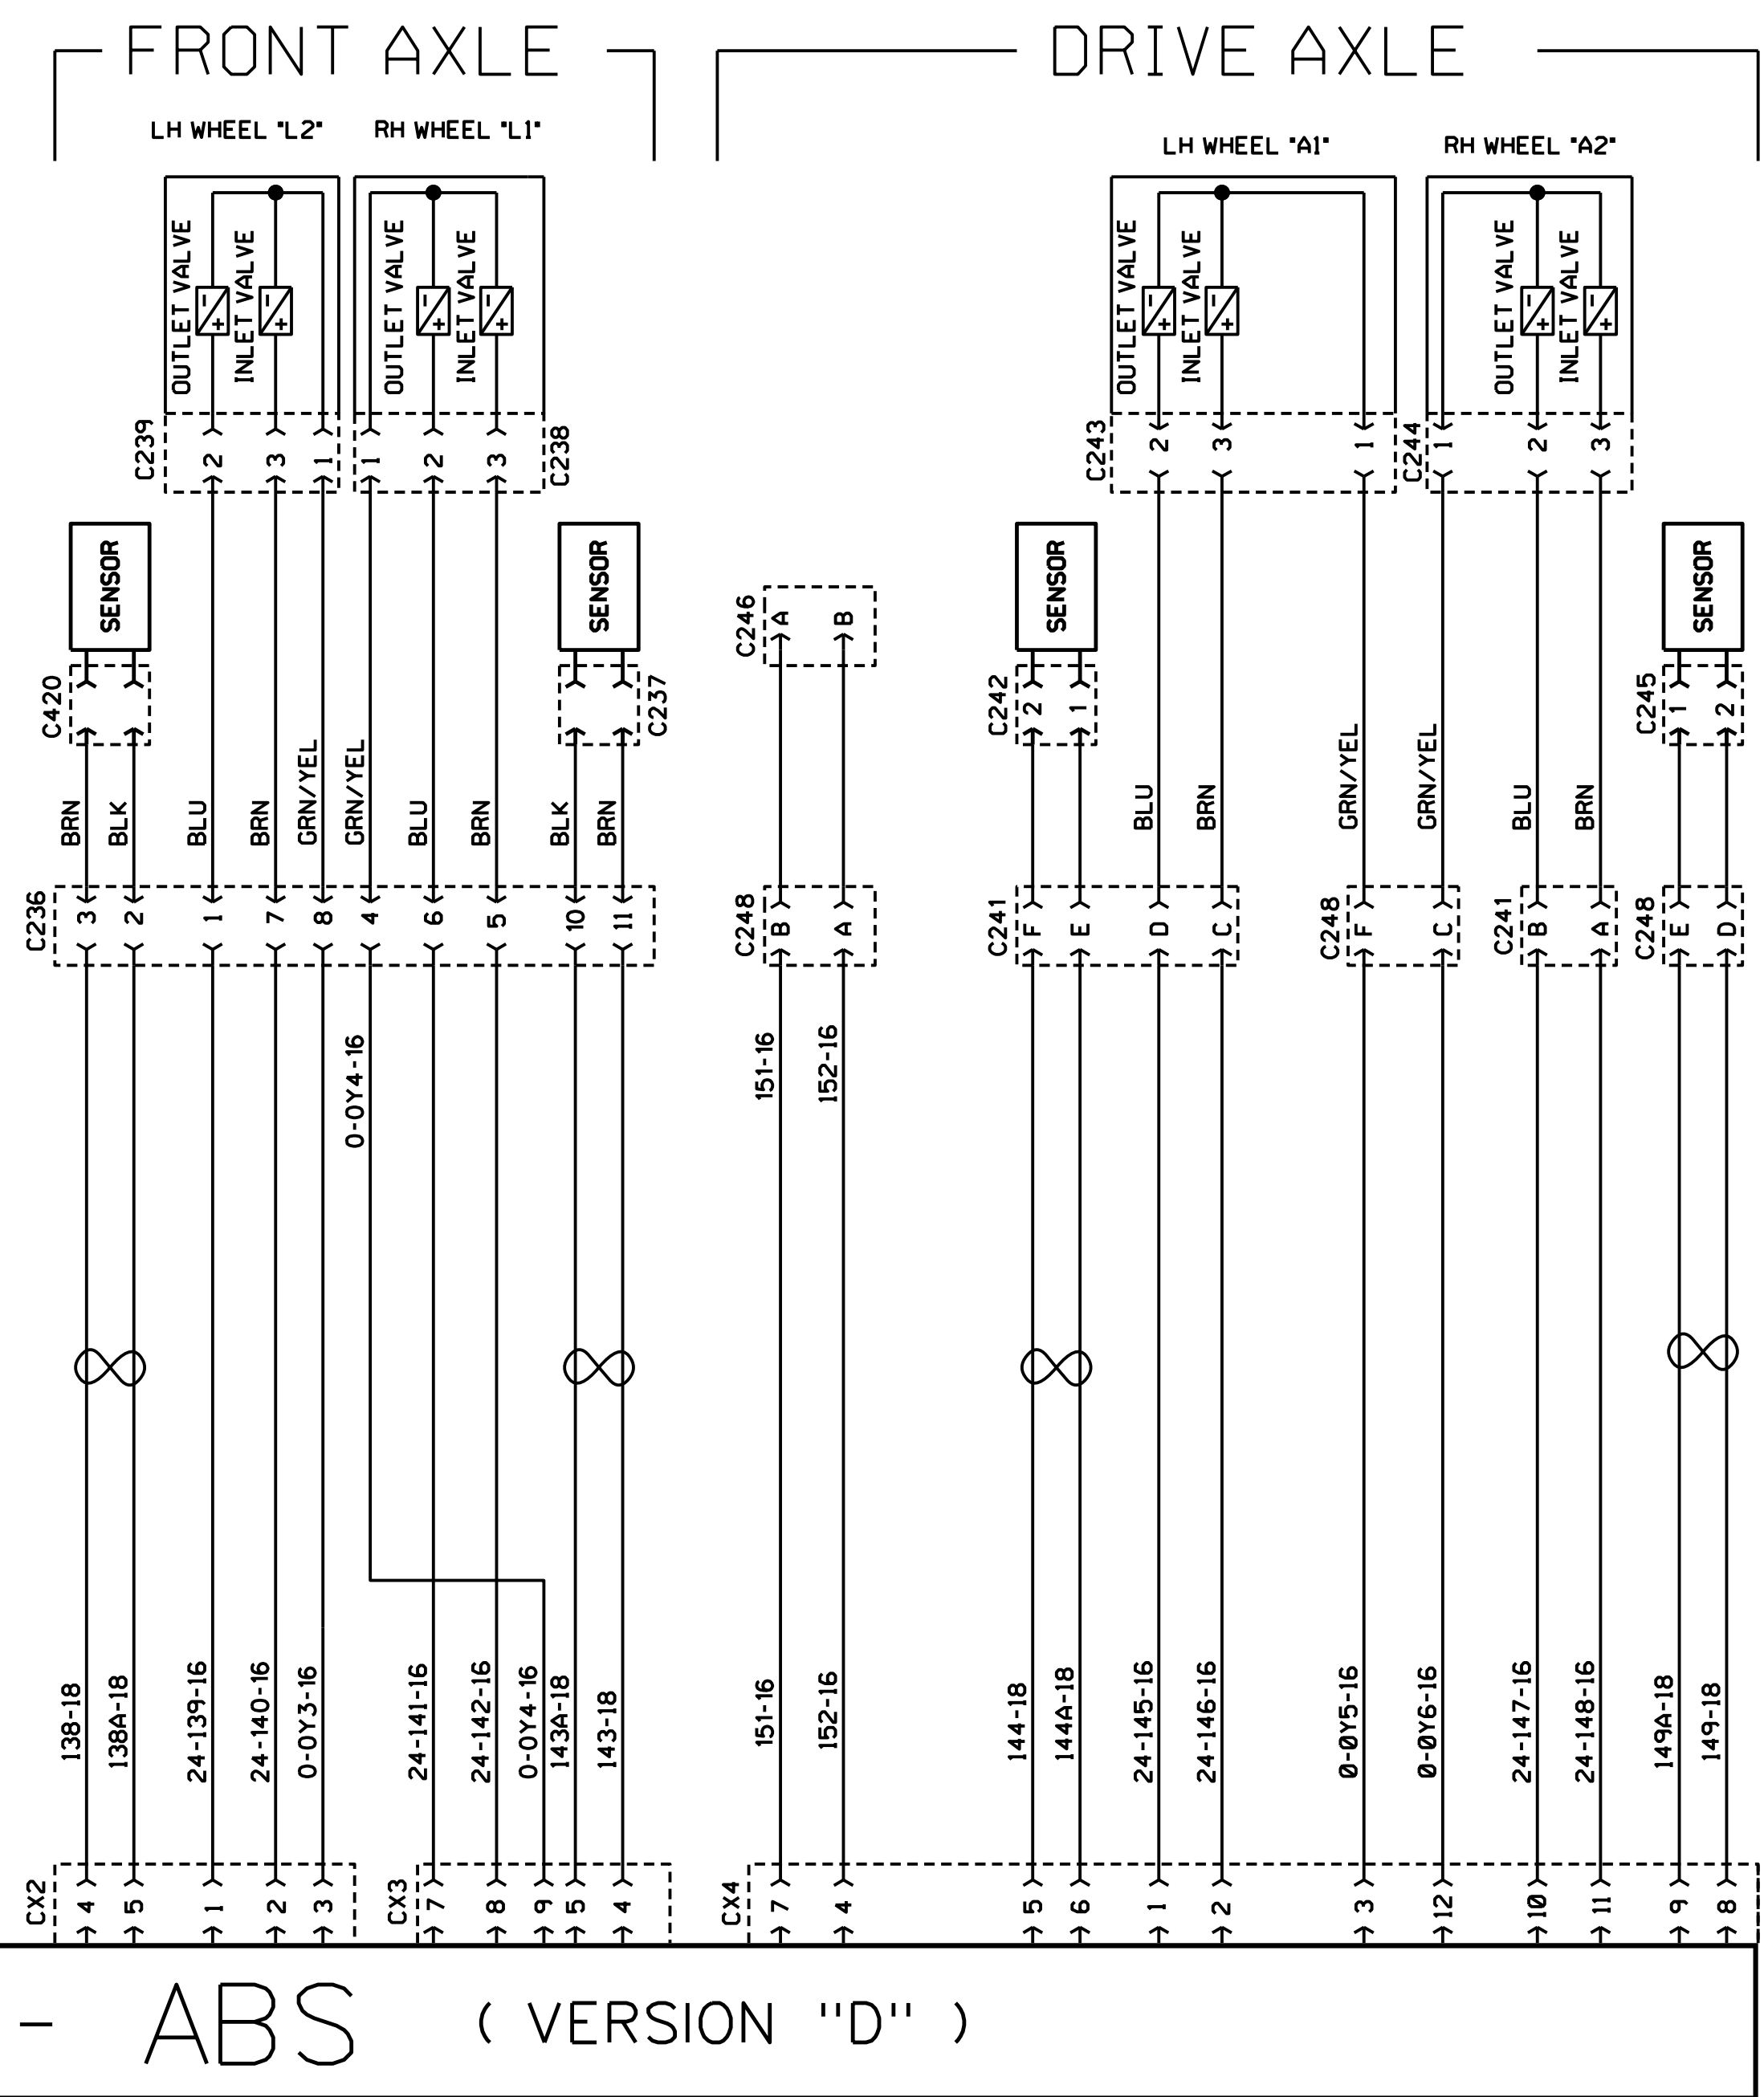 FRONT AXLE DRIVE AXLE
LH WHEEL "L2" RH WHEEL "L1" LH WHEEL "A1" RH WHEEL "A2"
OUTLET VALVE INLET VALVE OUTLET VALVE INLET VALVE OUTLET VALVE INLET VALVE OUTLET VALVE INLET VALVE
- + - + - + - + - + - + - + - +
C239 2 3 1 1 2 3 C238 C243 2 3 1 C244 1 2 3
SENSOR SENSOR SENSOR SENSOR
C246 A B
C420 C237 C242 2 1 C245 1 2
BRN BLK BLU BRN GRN/YEL GRN/YEL BLU BRN BLK BRN BLU BRN GRN/YEL GRN/YEL BLU BRN
C236 3 2 1 7 8 4 6 5 10 11 C248 B A C241 F E D C C248 F C C241 B A C248 E D
0-0Y4-16 151-16 152-16
138-18 138A-18 24-139-16 24-140-16 0-0Y3-16 24-141-16 24-142-16 0-0Y4-16 143A-18 143-18 151-16 152-16 144-18 144A-18 24-145-16 24-146-16 0-0Y5-16 0-0Y6-16 24-147-16 24-148-16 149A-18 149-18
CX2 4 5 1 2 3 CX3 7 8 9 5 4 CX4 7 4 5 6 1 2 3 12 10 11 9 8
- ABS ( VERSION "D" )